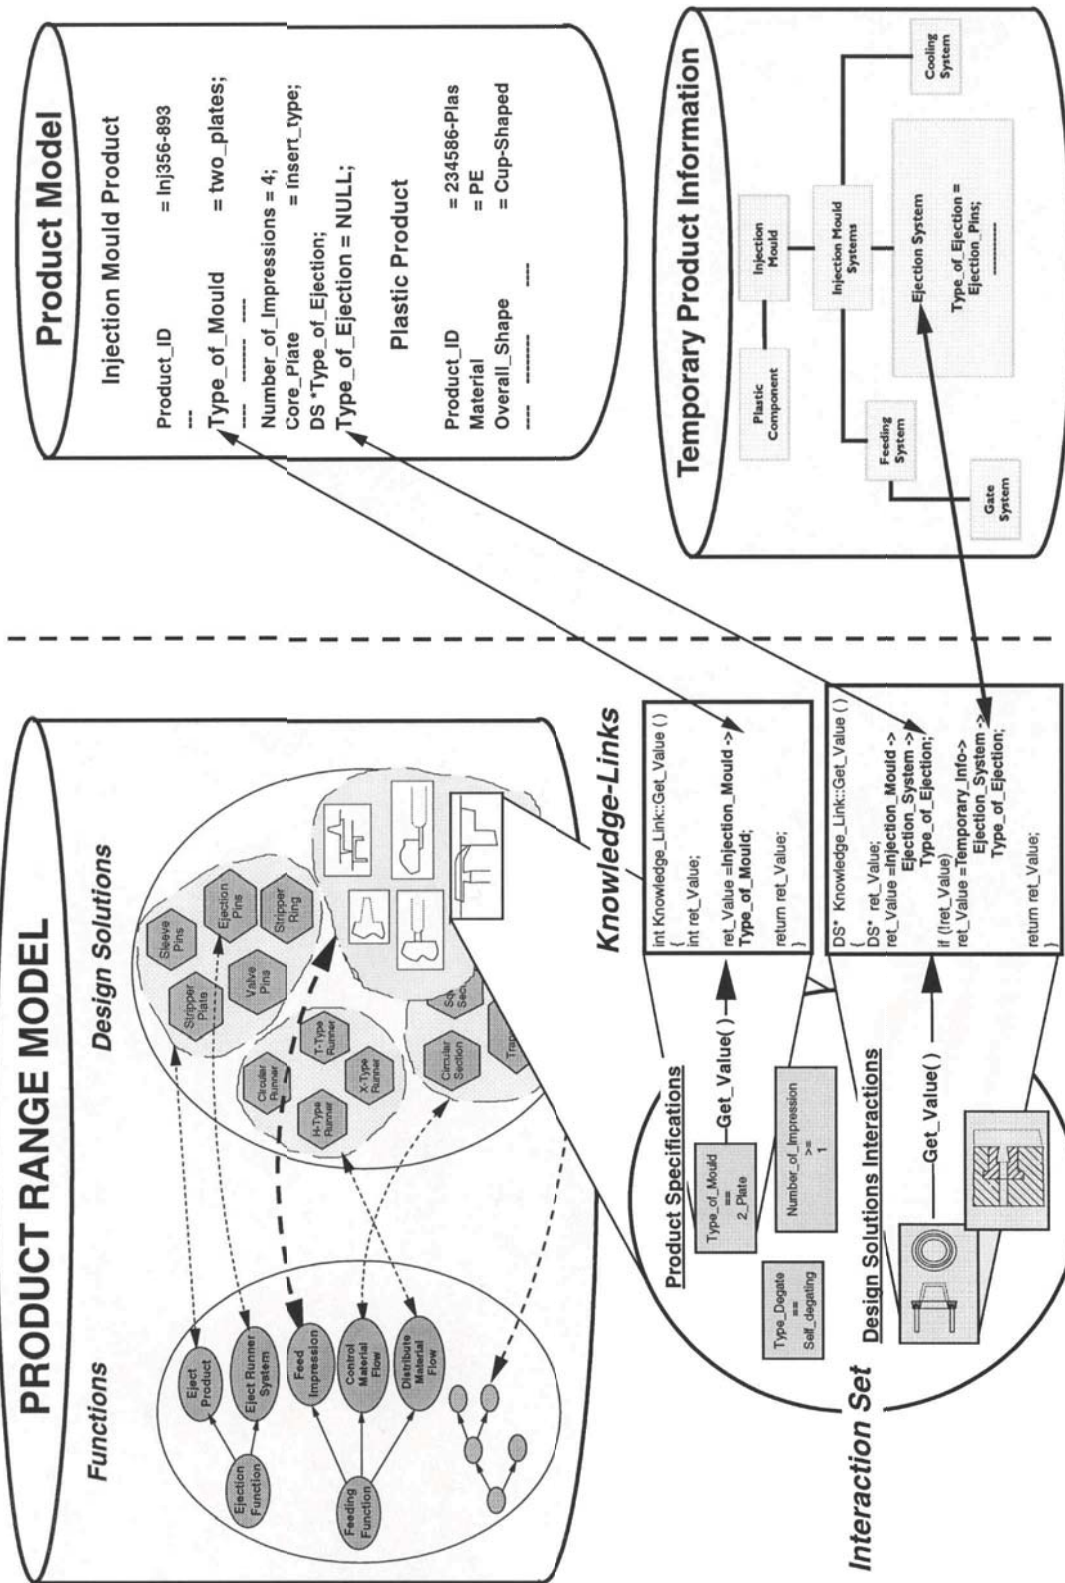 PRODUCT RANGE MODEL
Functions
Ejection
Function
Eject
Product
Eject Runner
System
Feeding
Function
Feed
Impression
Control
Material
Flow
Distribute
Material
Flow
Design Solutions
Sleeve
Pins
Stripper
Plate
Ejection
Pins
Valve
Pins
Stripper
Ring
Circular
Runner
T-Type
Runner
H-Type
Runner
X-Type
Runner
Circular
Section
Interaction Set
Product Specifications
Type_of_Mould
==
2_Plate
Type_Degate
==
Self_degating
Number_of_Impression
>=
1
Get_Value( )
Design Solutions Interactions
Get_Value( )
Knowledge-Links
int Knowledge_Link::Get_Value ( )
{
int ret_Value;
ret_Value =Injection_Mould ->
Type_of_Mould;
return ret_Value;
}
DS* Knowledge_Link::Get_Value ( )
{
DS* ret_Value;
ret_Value =Injection_Mould ->
Ejection_System ->
Type_of_Ejection;
if (!ret_Value)
ret_Value =Temporary_Info->
Ejection_System ->
Type_of_Ejection;
return ret_Value;
}
Product Model
Injection Mould Product
Product_ID = Inj356-893
---
Type_of_Mould = two_plates;
---- -------- ----
Number_of_Impressions = 4;
Core_Plate = Insert_type;
DS *Type_of_Ejection;
Type_of_Ejection = NULL;
Plastic Product
Product_ID = 234586-Plas
Material = PE
Overall_Shape = Cup-Shaped
---- --------- ----
Temporary Product Information
Plastic
Component
Injection
Mould
Injection Mould
Systems
Feeding
System
Gate
System
Ejection System
Type_of_Ejection =
Ejection_Pins;
------------
Cooling
System